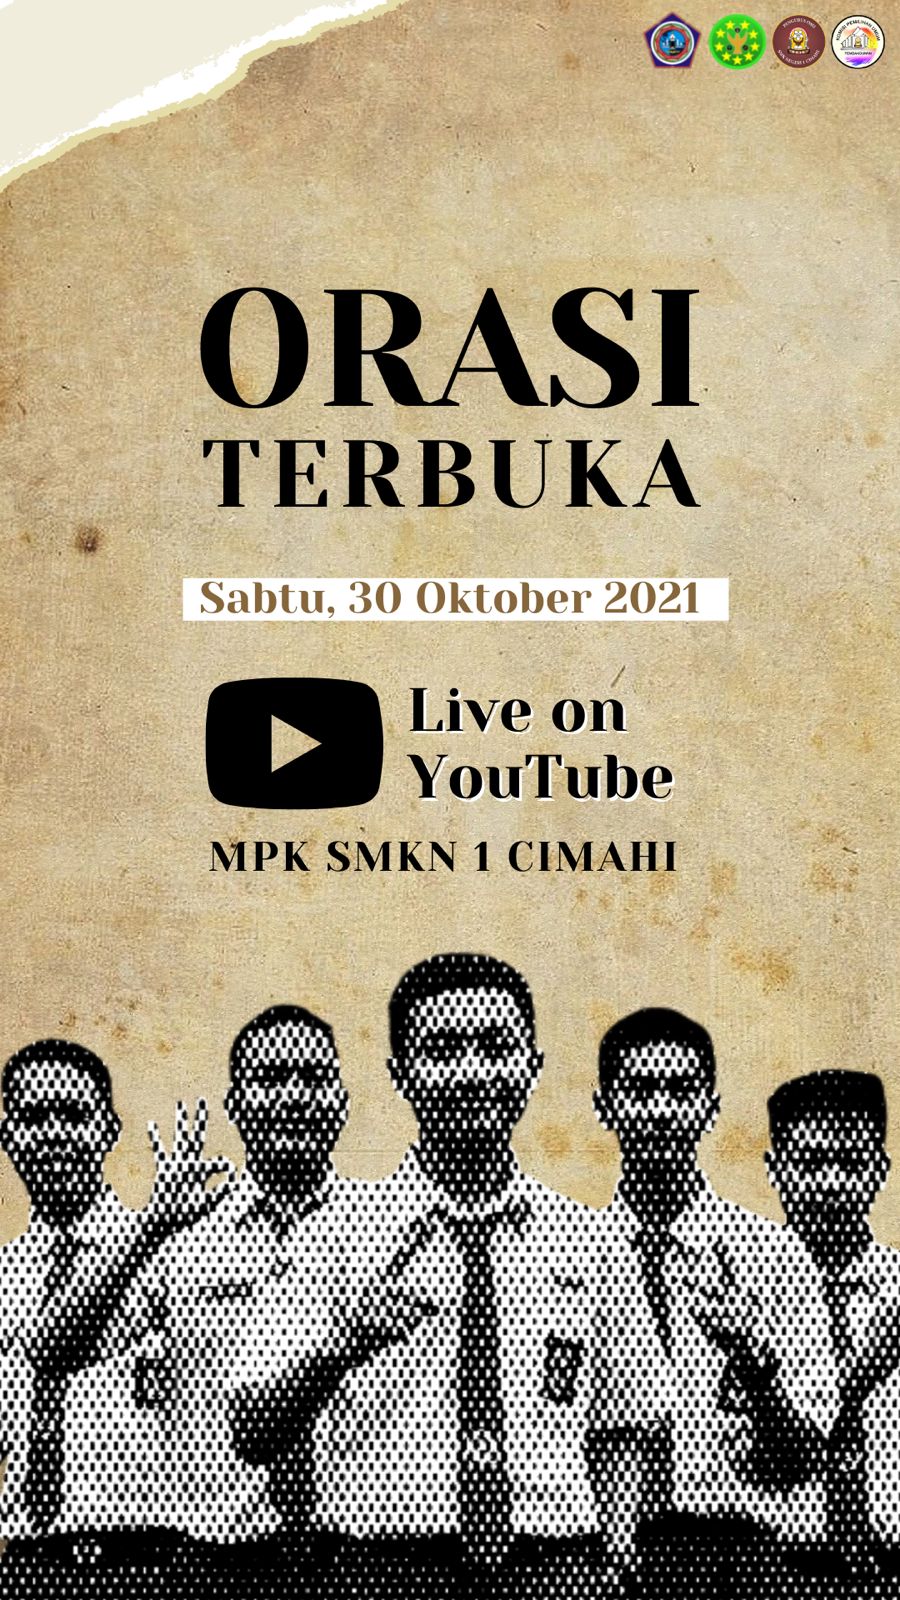 ORASI
TERBUKA
Sabtu, 30 Oktober 2021
Live on
YouTube
MPK SMKN 1 CIMAHI